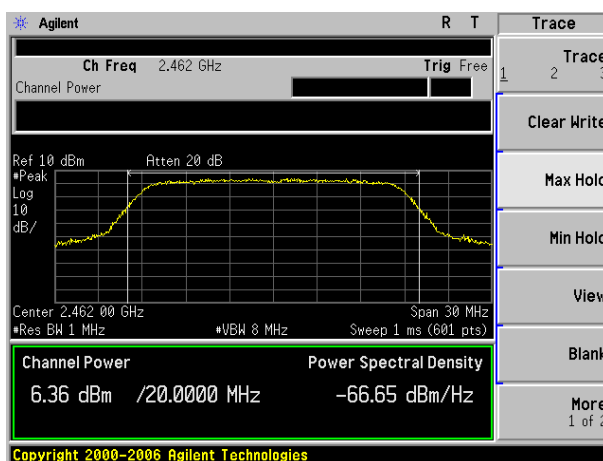 Agilent R T Trace
Ch Freq 2.462 GHz Trig Free
Channel Power
Trace
1 2 3
Clear Write
Max Hold
Min Hold
View
Blank
More
1 of 2
Ref 10 dBm Atten 20 dB
#Peak
Log
10
dB/
Center 2.462 00 GHz Span 30 MHz
#Res BW 1 MHz #VBW 8 MHz Sweep 1 ms (601 pts)
Channel Power Power Spectral Density
6.36 dBm /20.0000 MHz -66.65 dBm/Hz
Copyright 2000-2006 Agilent Technologies